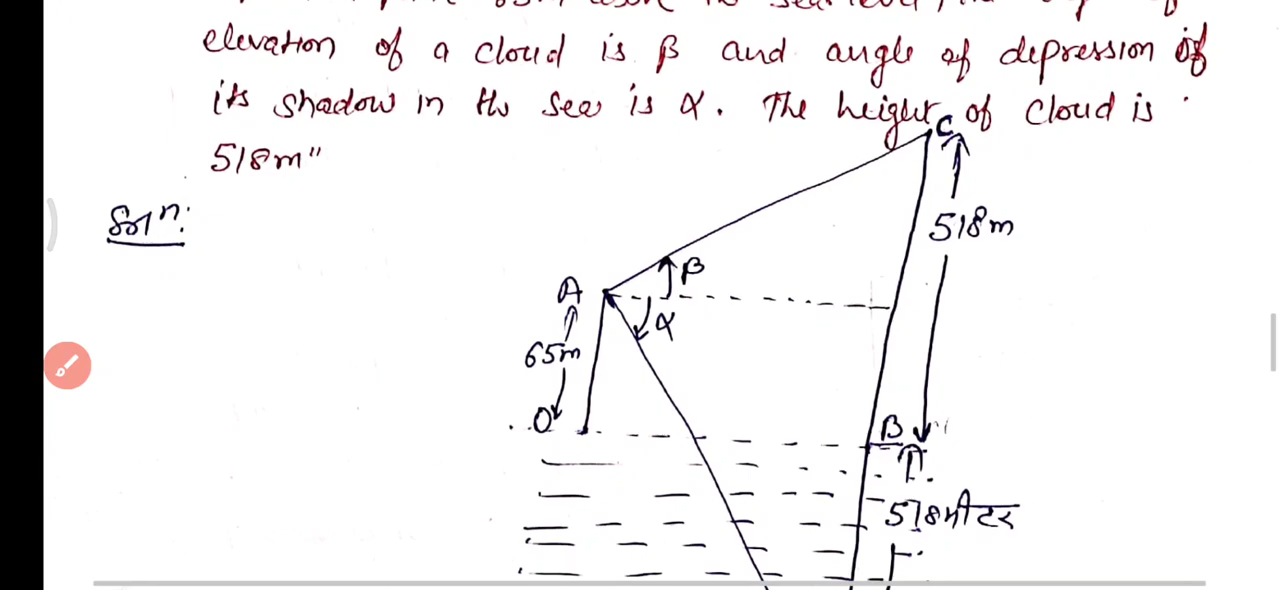 elevation of a cloud is β and angle of depression of
its shadow in the sea is α. The height of cloud is
518m"
C
Solⁿ:
518m
β
A
α
65m
O
B
518मीटर